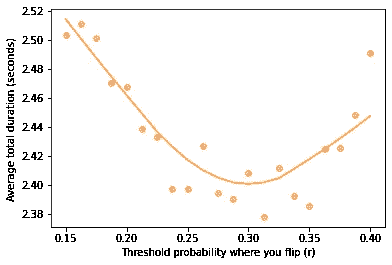 2.52
2.50
2.48
2.46
2.44
2.42
2.40
2.38
Average total duration (seconds)
0.15 0.20 0.25 0.30 0.35 0.40
Threshold probability where you flip (r)